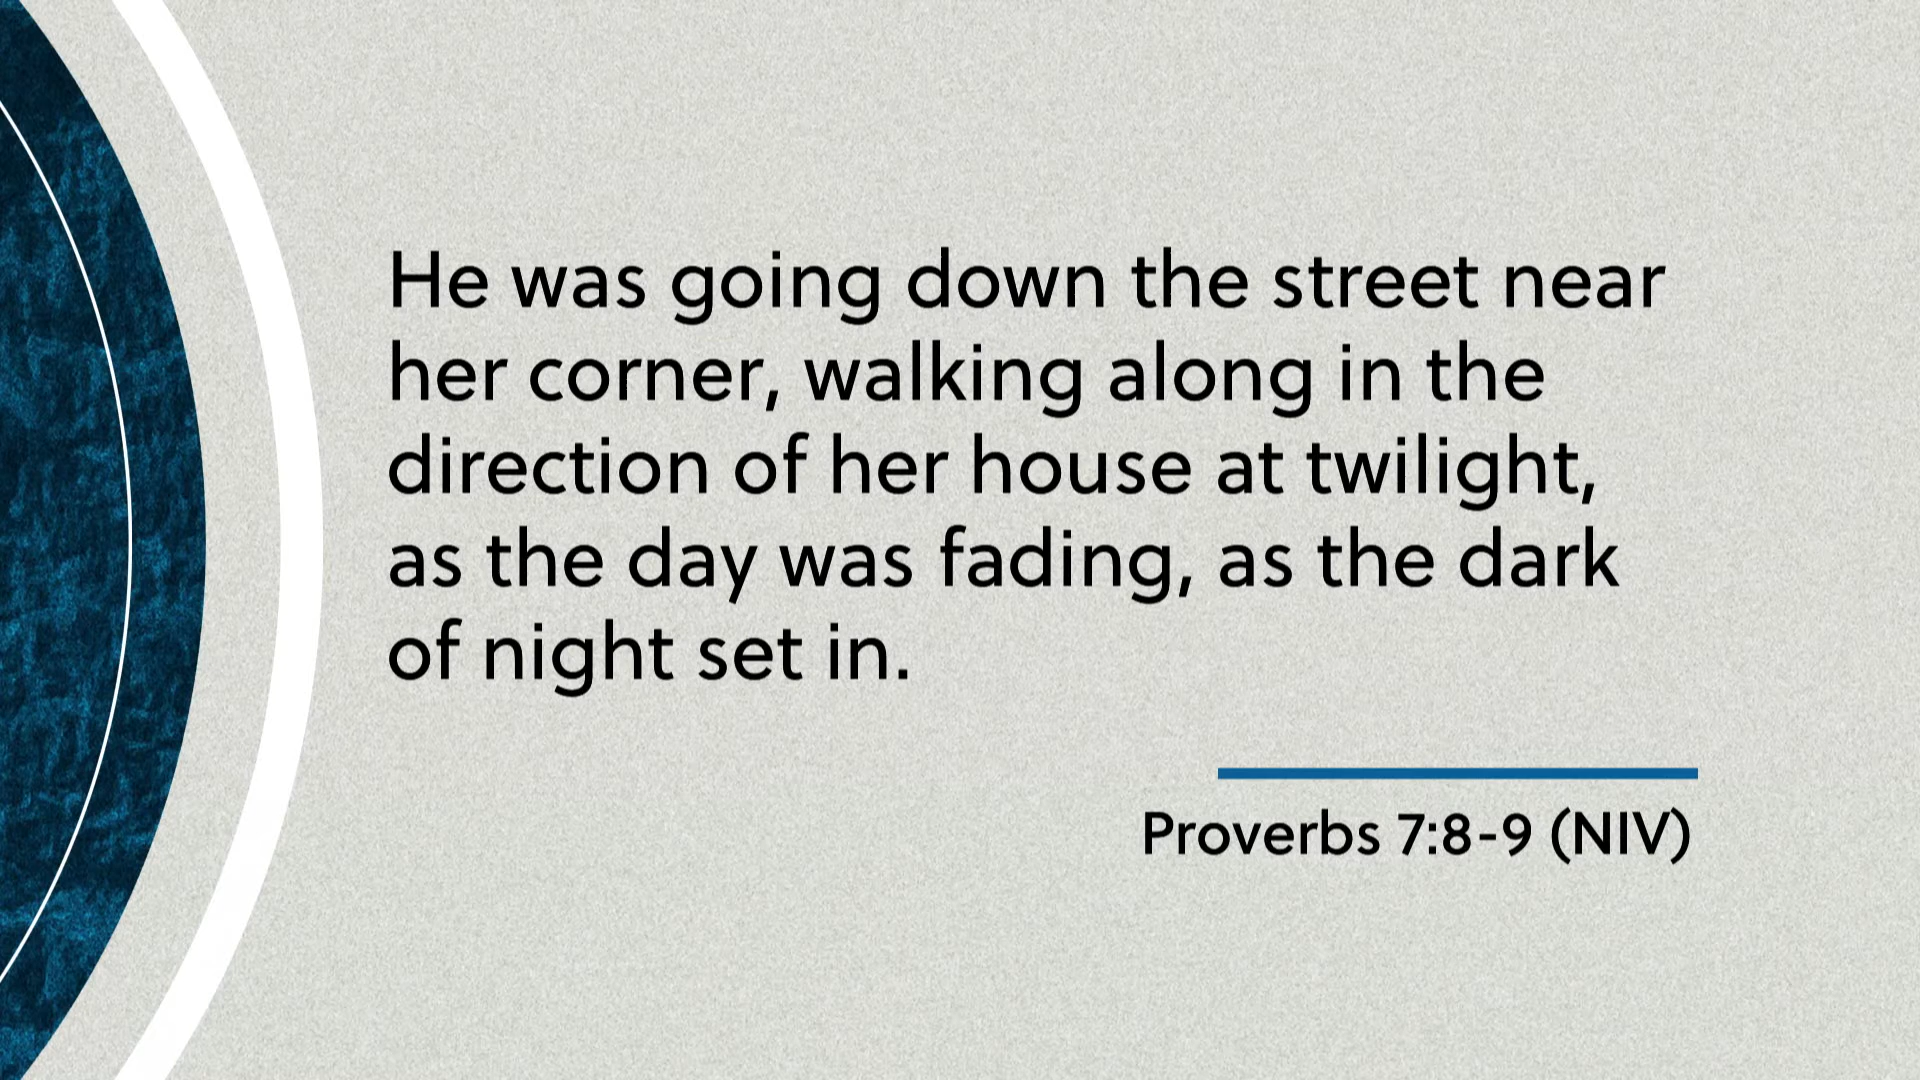 He was going down the street near
her corner, walking along in the
direction of her house at twilight,
as the day was fading, as the dark
of night set in.
Proverbs 7:8-9 (NIV)